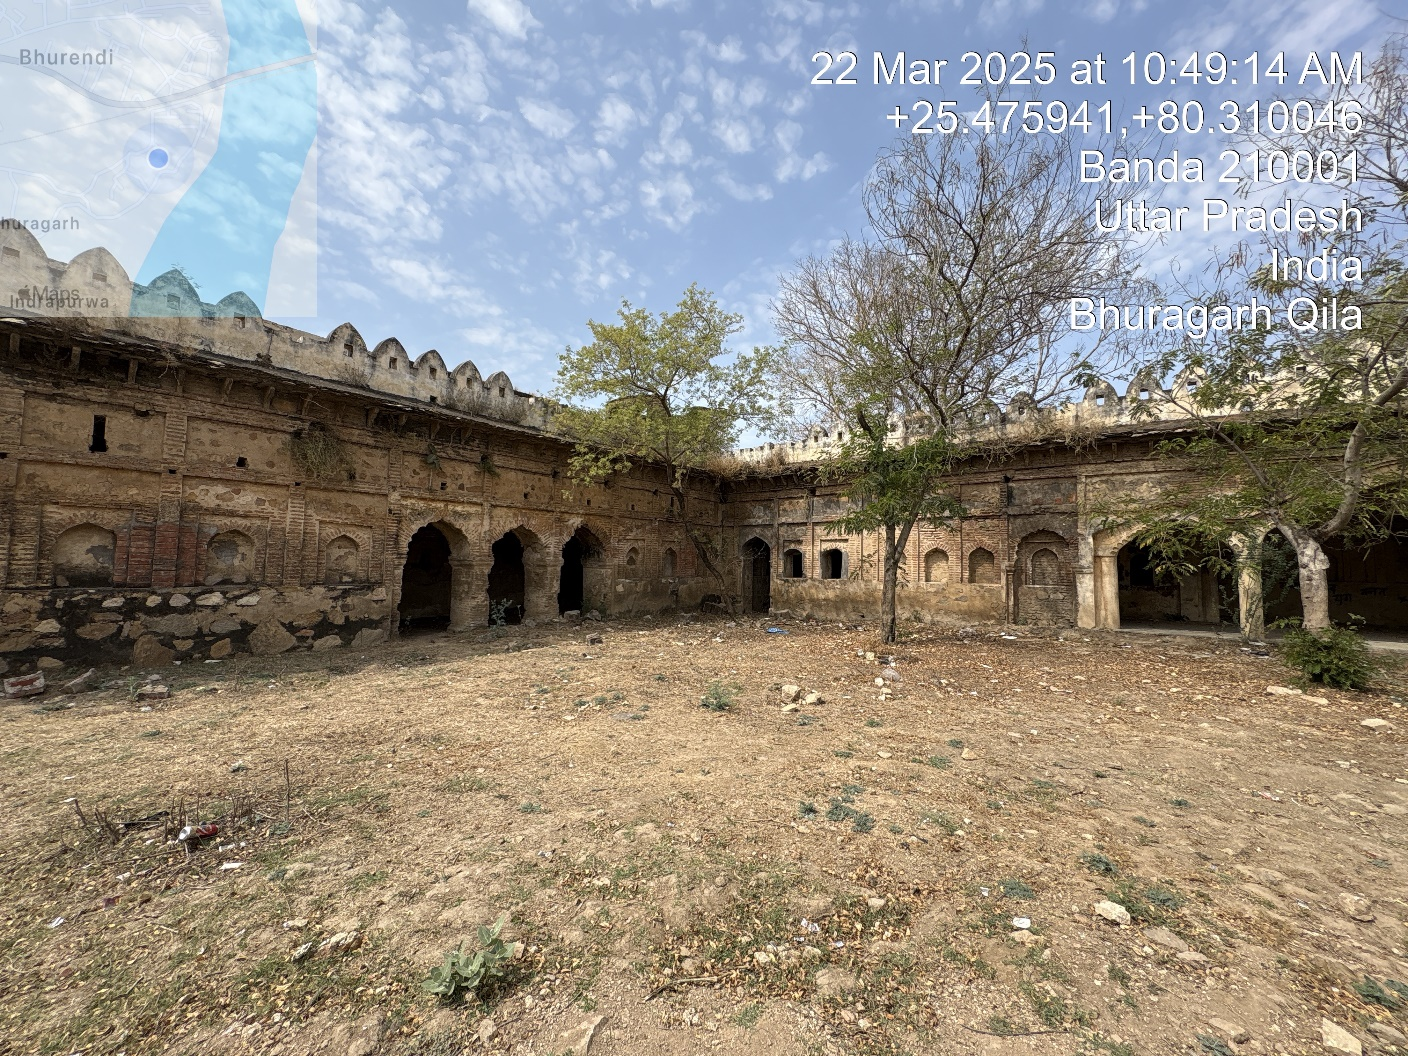 Bhurendi
huragarh
Maps
Indrapurwa
22 Mar 2025 at 10:49:14 AM
+25.475941,+80.310046
Banda 210001
Uttar Pradesh
India
Bhuragarh Qila